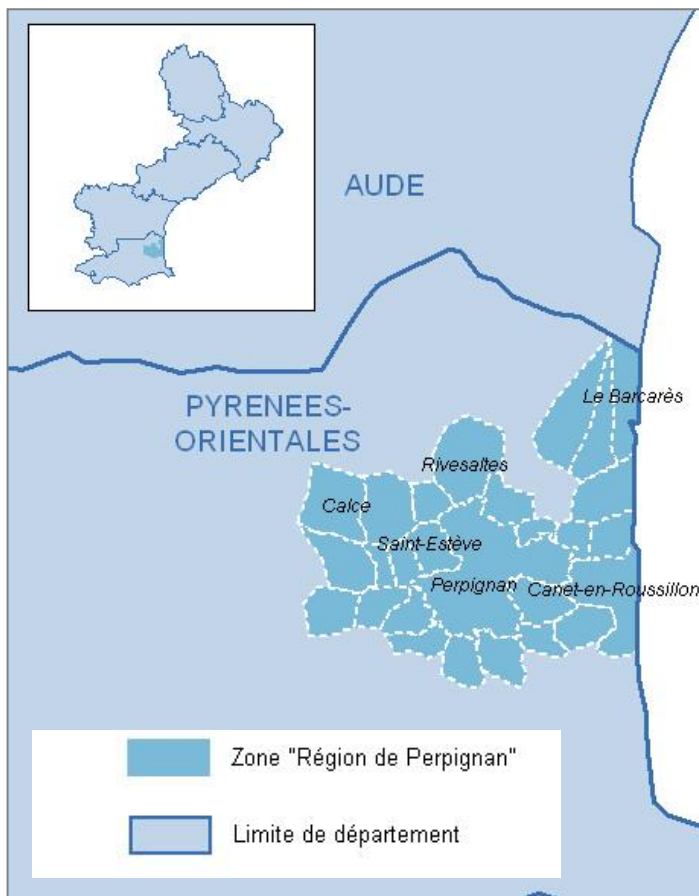 AUDE
PYRENEES-
ORIENTALES
Le Barcarès
Rivesaltes
Calce
Saint-Estève
Perpignan
Canet-en-Roussillon
Zone "Région de Perpignan"
Limite de département